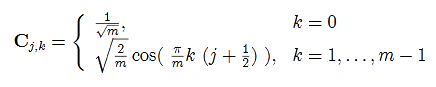 C_{j,k} = { 1/√m, k = 0
√(2/m) cos( π/m k (j + 1/2) ), k = 1, . . . , m − 1